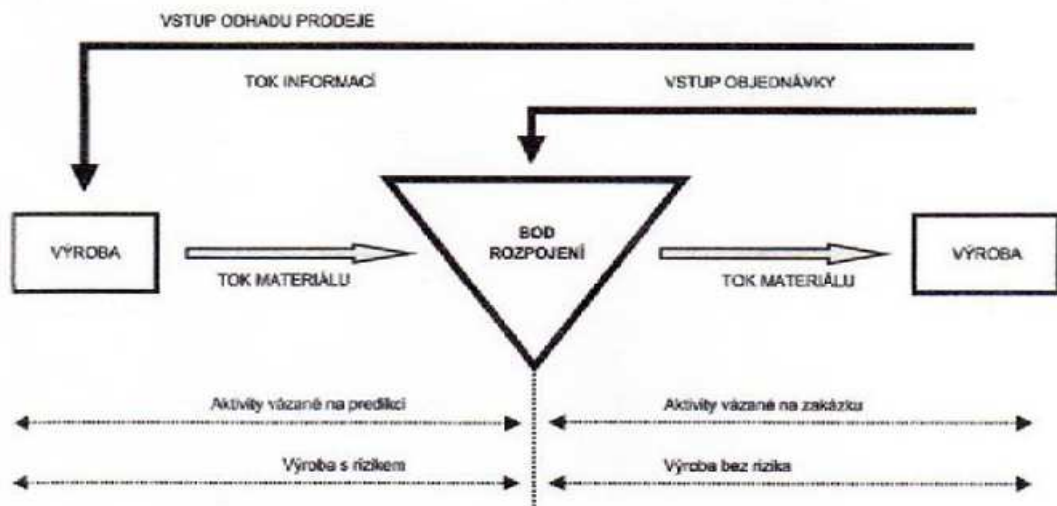 VSTUP ODHADU PRODEJE
TOK INFORMACÍ
VSTUP OBJEDNÁVKY
VÝROBA
TOK MATERIÁLU
BOD
ROZPOJENÍ
TOK MATERIÁLU
VÝROBA
Aktivity vázané na predikci
Aktivity vázané na zakázku
Výroba s rizikem
Výroba bez rizika